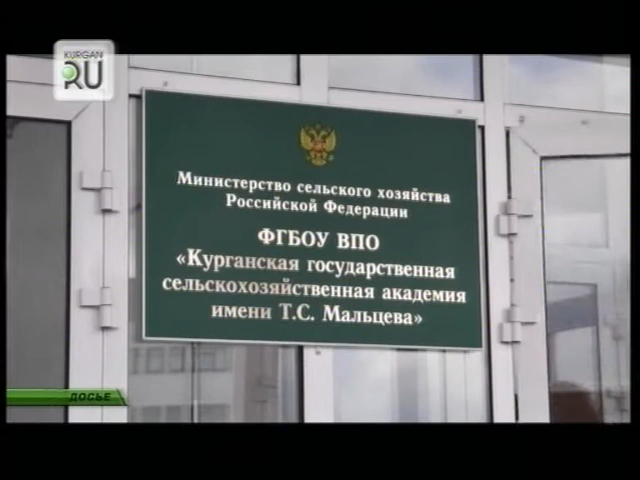 KURGAN
RU
Министерство сельского хозяйства
Российской Федерации
ФГБОУ ВПО
«Курганская государственная
сельскохозяйственная академия
имени Т.С. Мальцева»
ДОСЬЕ